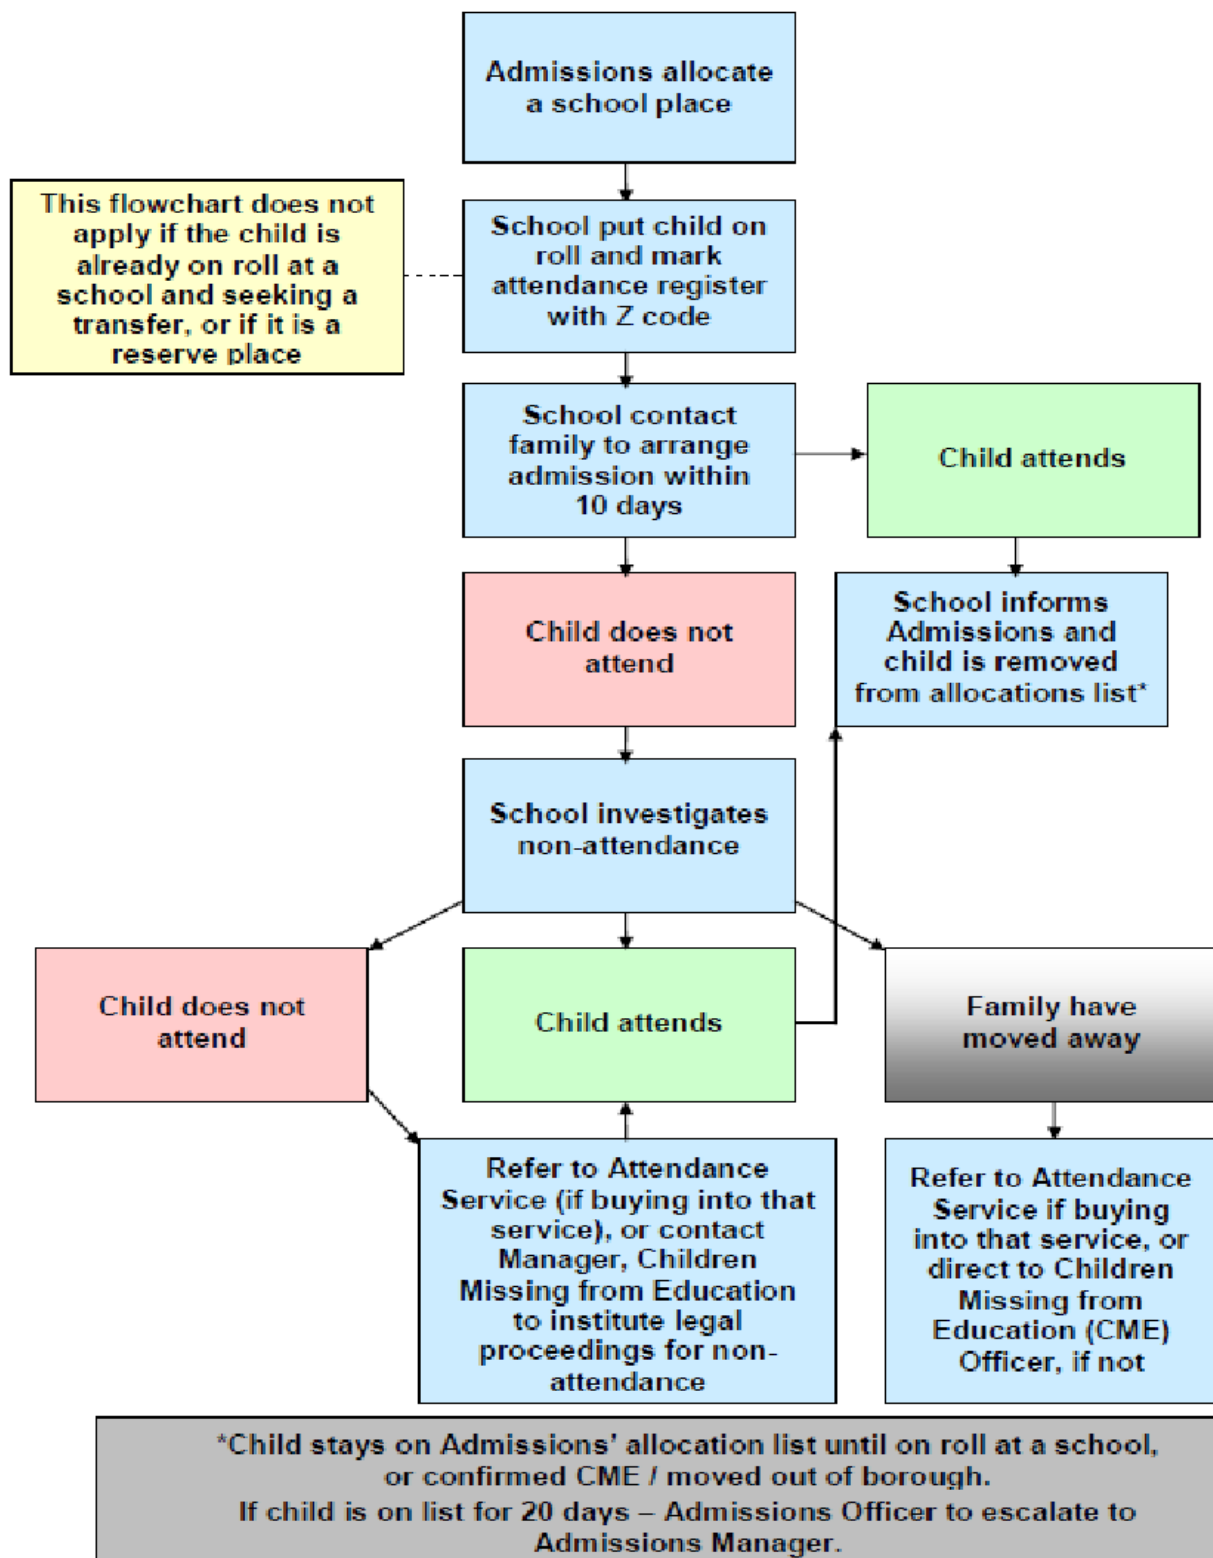 Admissions allocate
a school place
This flowchart does not
apply if the child is
already on roll at a
school and seeking a
transfer, or if it is a
reserve place
School put child on
roll and mark
attendance register
with Z code
School contact
family to arrange
admission within
10 days
Child attends
Child does not
attend
School informs
Admissions and
child is removed
from allocations list*
School investigates
non-attendance
Child does not
attend
Child attends
Family have
moved away
Refer to Attendance
Service (if buying into that
service), or contact
Manager, Children
Missing from Education
to institute legal
proceedings for non-
attendance
Refer to Attendance
Service if buying
into that service, or
direct to Children
Missing from
Education (CME)
Officer, if not
*Child stays on Admissions' allocation list until on roll at a school,
or confirmed CME / moved out of borough.
If child is on list for 20 days – Admissions Officer to escalate to
Admissions Manager.